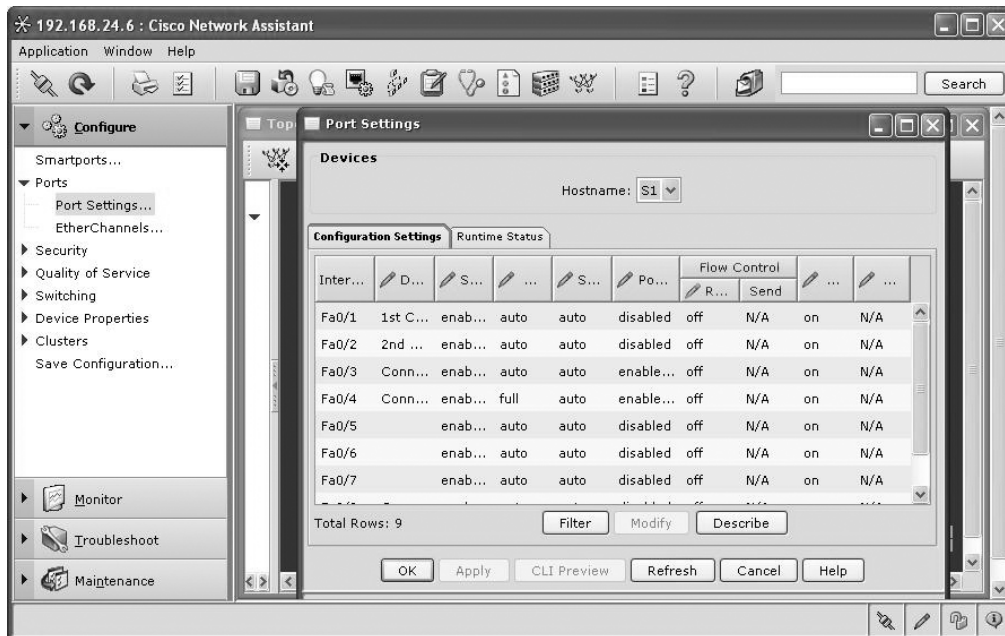 192.168.24.6 : Cisco Network Assistant
Application Window Help
Search
Configure
Smartports...
Ports
Port Settings...
EtherChannels...
Security
Quality of Service
Switching
Device Properties
Clusters
Save Configuration...
Monitor
Troubleshoot
Maintenance
Top
Port Settings
Devices
Hostname: S1
Configuration Settings Runtime Status
Flow Control
Inter... D... S... ... S... Po... R... Send ... ...
Fa0/1 1st C... enab... auto auto disabled off N/A on N/A
Fa0/2 2nd ... enab... auto auto disabled off N/A on N/A
Fa0/3 Conn... enab... auto auto enable... off N/A on N/A
Fa0/4 Conn... enab... full auto enable... off N/A on N/A
Fa0/5 enab... auto auto disabled off N/A on N/A
Fa0/6 enab... auto auto disabled off N/A on N/A
Fa0/7 enab... auto auto disabled off N/A on N/A
Total Rows: 9 Filter Modify Describe
OK Apply CLI Preview Refresh Cancel Help